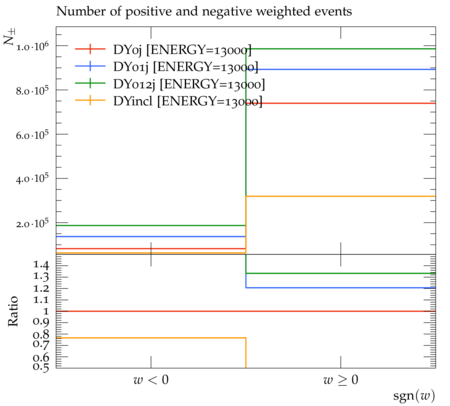 Number of positive and negative weighted events
N±
1.0·10⁶
8.0·10⁵
6.0·10⁵
4.0·10⁵
2.0·10⁵
DY0j [ENERGY=13000]
DY01j [ENERGY=13000]
DY012j [ENERGY=13000]
DYincl [ENERGY=13000]
Ratio
1.4
1.3
1.2
1.1
1
0.9
0.8
0.7
0.6
0.5
w < 0
w ≥ 0
sgn(w)